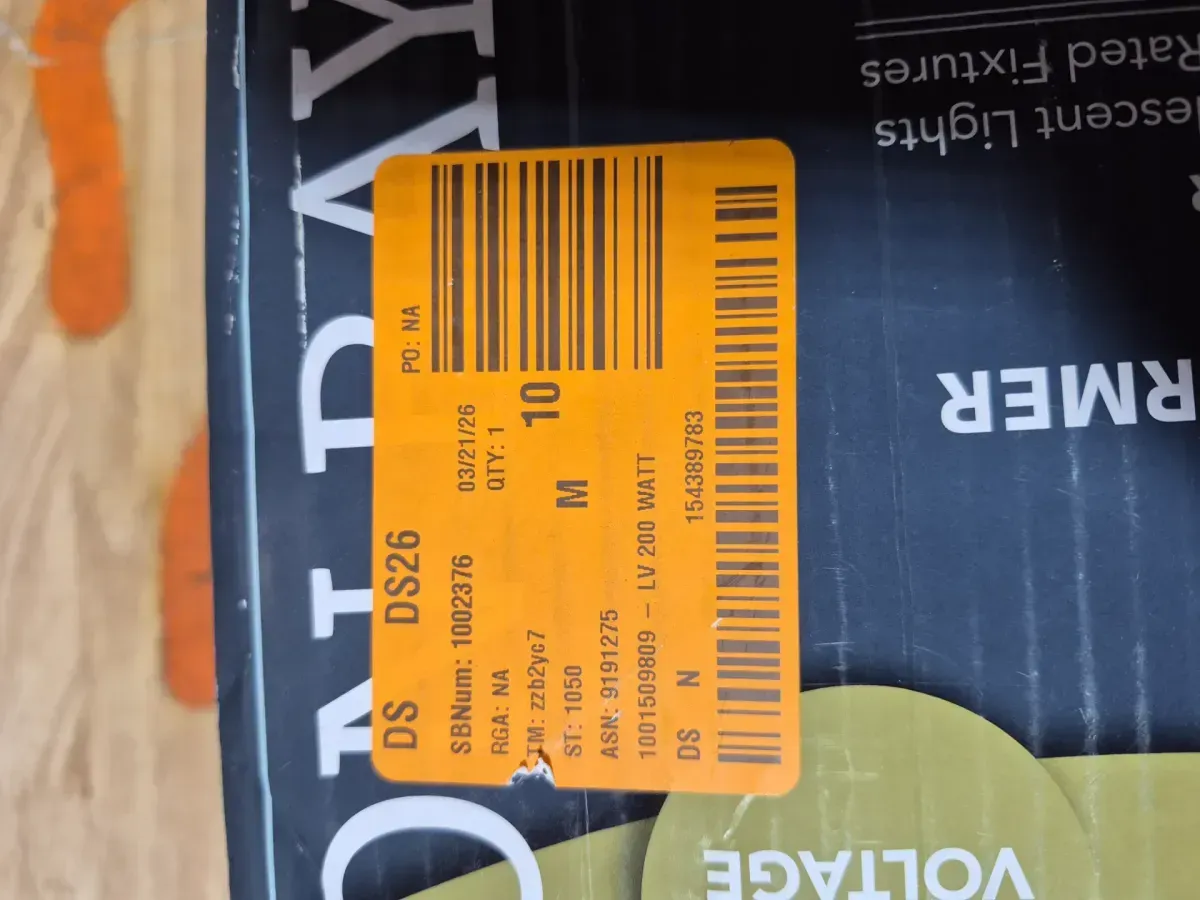 DS DS26
PO: NA
SBNum: 1002376 03/21/26
RGA: NA QTY: 1
TM: zzb2yc7 10
ST: 1050 M
ASN: 9191275
1001509809 - LV 200 WATT
DS N 154389783
Rated Fixtures
escent Lights
RMER
VOLTAGE